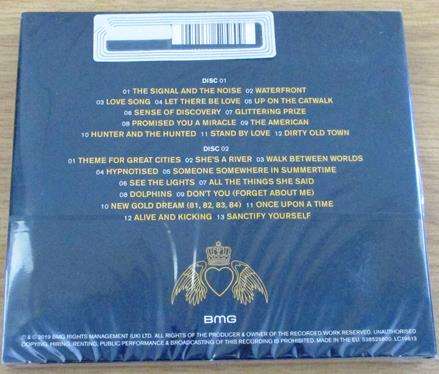 DISC 01
01 THE SIGNAL AND THE NOISE 02 WATERFRONT
03 LOVE SONG 04 LET THERE BE LOVE 05 UP ON THE CATWALK
06 SENSE OF DISCOVERY 07 GLITTERING PRIZE
08 PROMISED YOU A MIRACLE 09 THE AMERICAN
10 HUNTER AND THE HUNTED 11 STAND BY LOVE 12 DIRTY OLD TOWN
DISC 02
01 THEME FOR GREAT CITIES 02 SHE'S A RIVER 03 WALK BETWEEN WORLDS
04 HYPNOTISED 05 SOMEONE SOMEWHERE IN SUMMERTIME
06 SEE THE LIGHTS 07 ALL THE THINGS SHE SAID
08 DOLPHINS 09 DON'T YOU (FORGET ABOUT ME)
10 NEW GOLD DREAM (81, 82, 83, 84) 11 ONCE UPON A TIME
12 ALIVE AND KICKING 13 SANCTIFY YOURSELF
BMG
℗ & © 2019 BMG RIGHTS MANAGEMENT (UK) LTD. ALL RIGHTS OF THE PRODUCER & OWNER OF THE RECORDED WORK RESERVED. UNAUTHORISED
COPYING, HIRING, RENTING, PUBLIC PERFORMANCE & BROADCASTING OF THIS RECORDING IS PROHIBITED. MADE IN THE EU. 538526800. LC19813